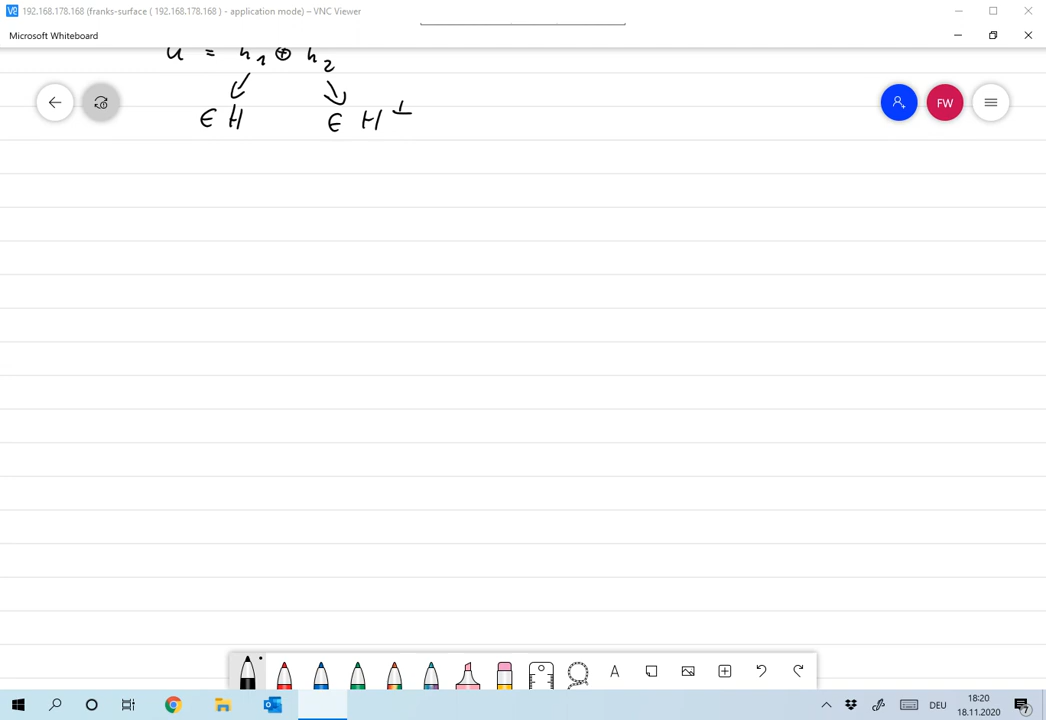 192.168.178.168 (franks-surface ( 192.168.178.168 ) - application mode) – VNC Viewer
Microsoft Whiteboard
u = h₁ ⊕ h₂
∈ H ∈ H⊥
FW
A
DEU
18:20
18.11.2020
7